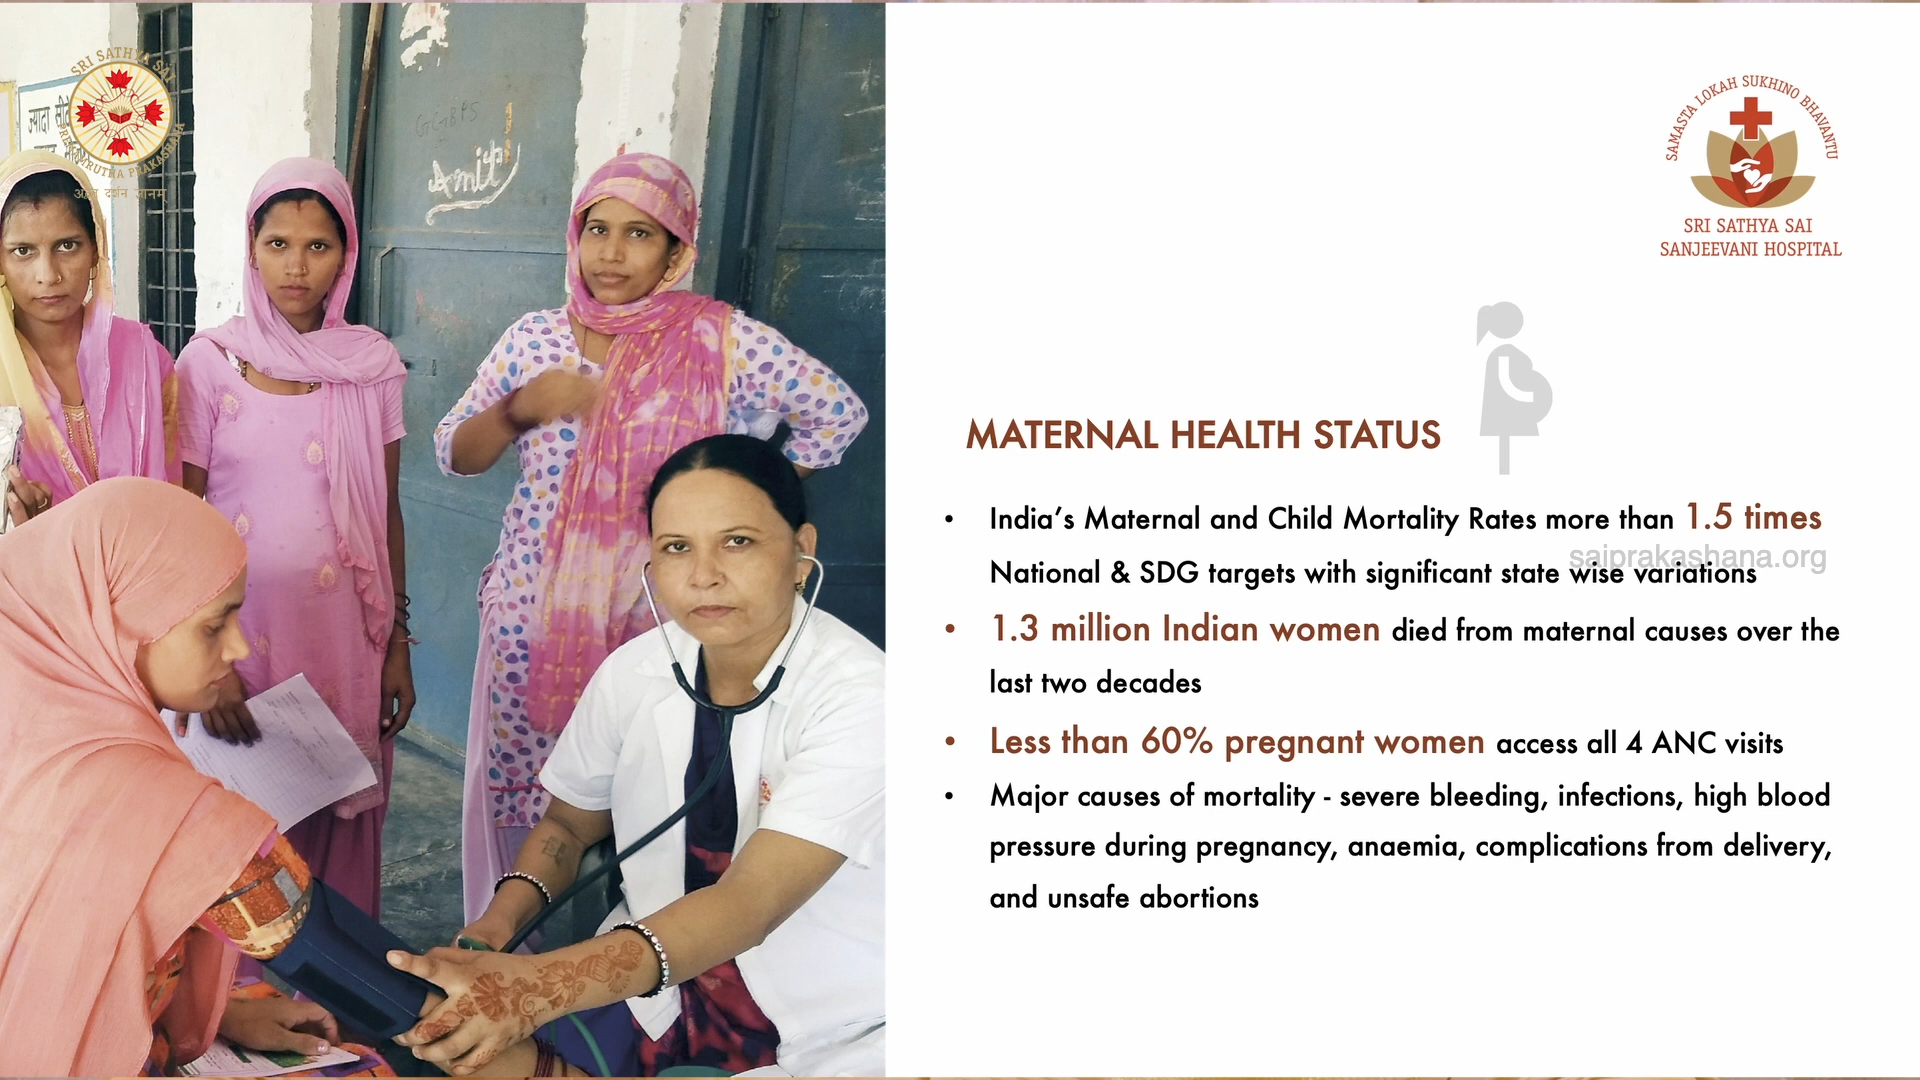 SRI SATHYA SAI
PREMAMRUTHA PRAKASHANA
ज्यादा
GGBPS
Amit
SAMASTA LOKAH SUKHINO BHAVANTU
SRI SATHYA SAI
SANJEEVANI HOSPITAL
MATERNAL HEALTH STATUS
• India’s Maternal and Child Mortality Rates more than 1.5 times
saiprakashana.org
National & SDG targets with significant state wise variations
• 1.3 million Indian women died from maternal causes over the
last two decades
• Less than 60% pregnant women access all 4 ANC visits
• Major causes of mortality - severe bleeding, infections, high blood
pressure during pregnancy, anaemia, complications from delivery,
and unsafe abortions